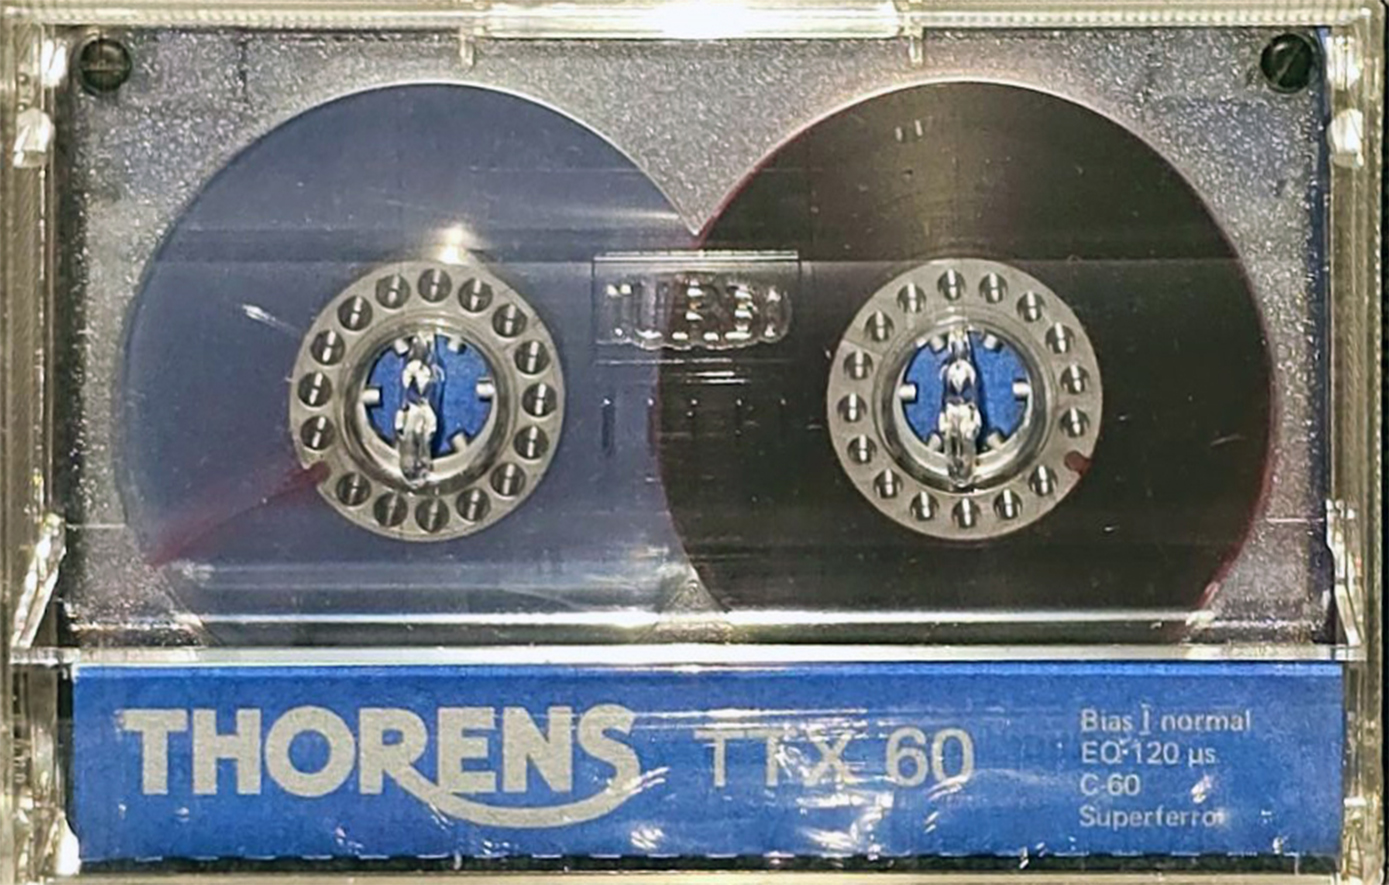 THORENS TTX 60
Bias I normal
EQ·120 µs
C-60
Superferro